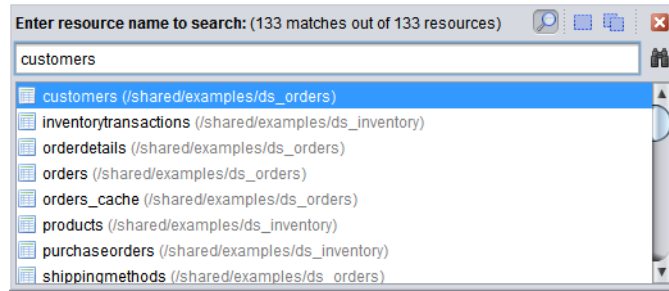 Enter resource name to search: (133 matches out of 133 resources)
customers
customers (/shared/examples/ds_orders)
inventorytransactions (/shared/examples/ds_inventory)
orderdetails (/shared/examples/ds_orders)
orders (/shared/examples/ds_orders)
orders_cache (/shared/examples/ds_orders)
products (/shared/examples/ds_inventory)
purchaseorders (/shared/examples/ds_inventory)
shippingmethods (/shared/examples/ds_orders)